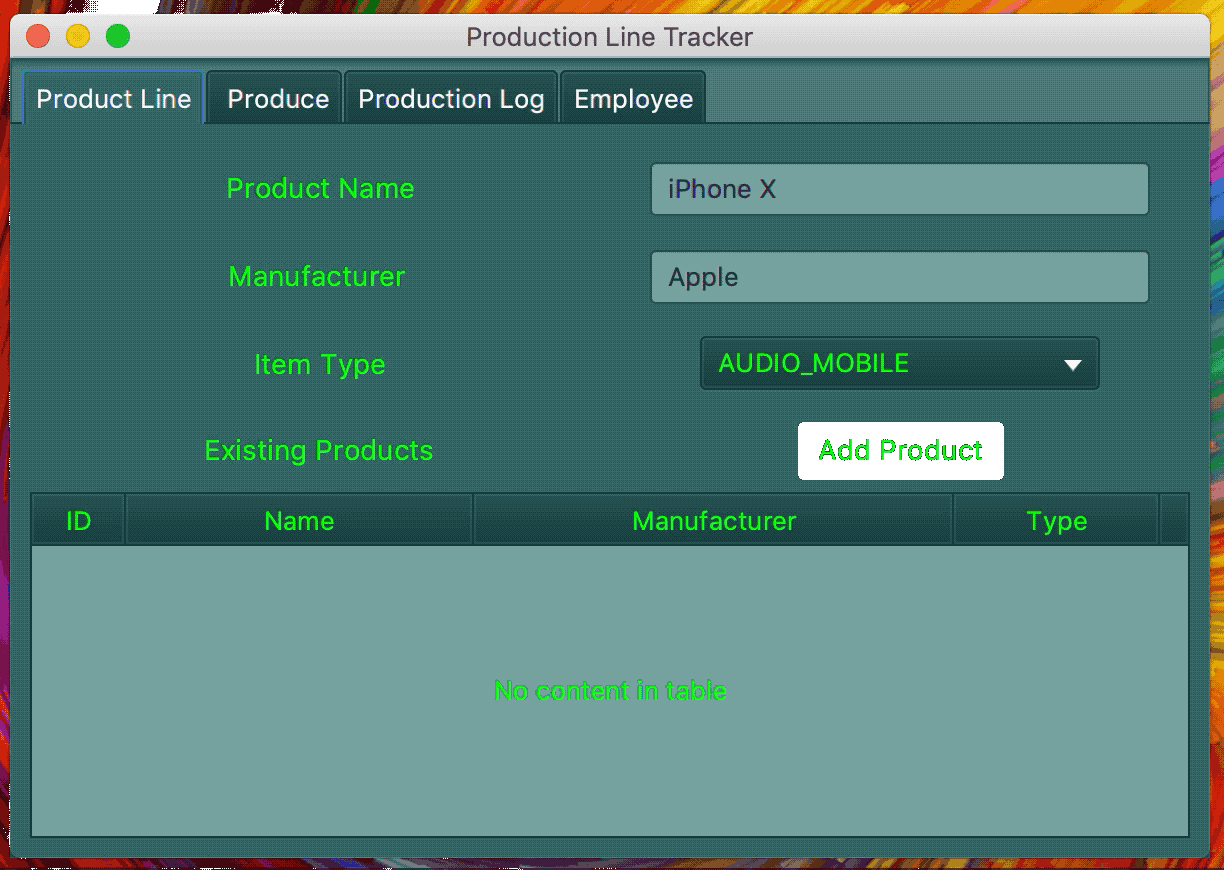 Production Line Tracker
Product Line Produce Production Log Employee
Product Name iPhone X
Manufacturer Apple
Item Type AUDIO_MOBILE
Existing Products Add Product
ID Name Manufacturer Type
No content in table